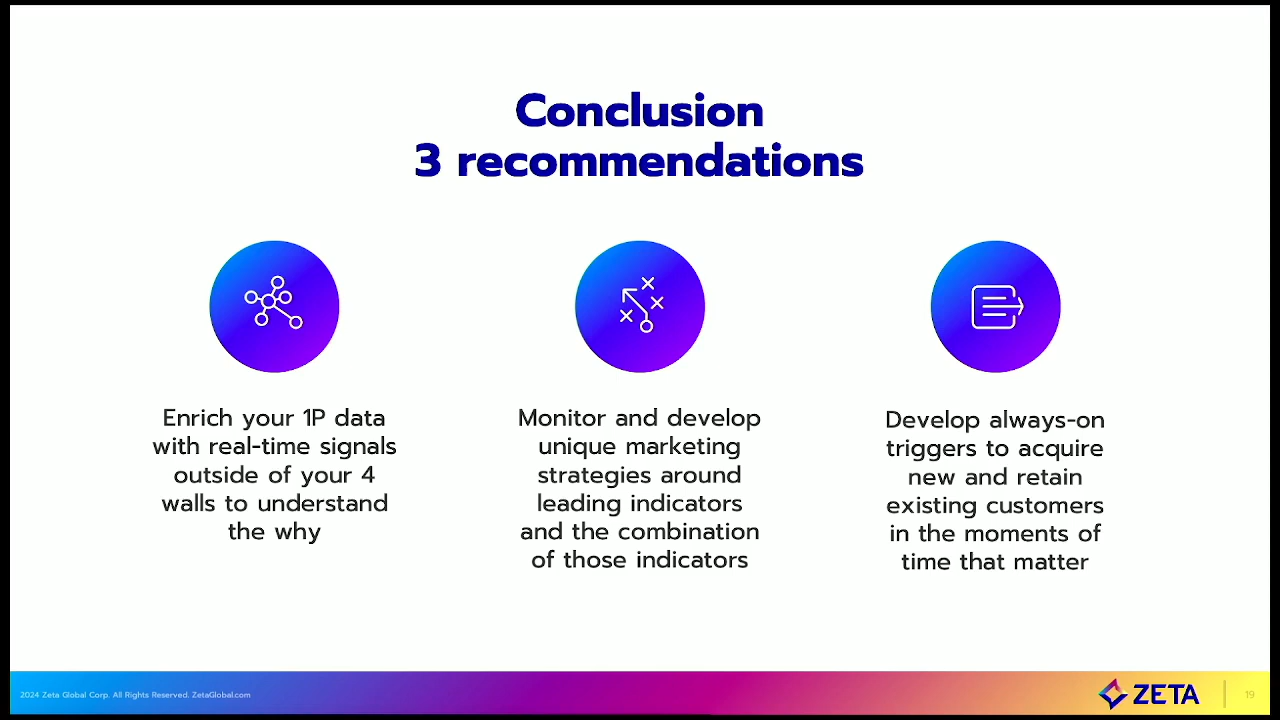 Conclusion
3 recommendations
Enrich your 1P data
with real-time signals
outside of your 4
walls to understand
the why
Monitor and develop
unique marketing
strategies around
leading indicators
and the combination
of those indicators
Develop always-on
triggers to acquire
new and retain
existing customers
in the moments of
time that matter
2024 Zeta Global Corp. All Rights Reserved. ZetaGlobal.com
ZETA
19